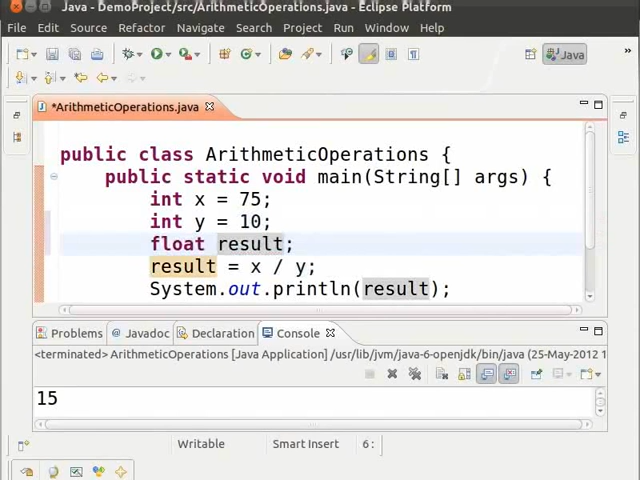 Java - DemoProject/src/ArithmeticOperations.java - Eclipse Platform
File Edit Source Refactor Navigate Search Project Run Window Help
Java
*ArithmeticOperations.java
public class ArithmeticOperations {
public static void main(String[] args) {
int x = 75;
int y = 10;
float result;
result = x / y;
System.out.println(result);
Problems Javadoc Declaration Console
<terminated> ArithmeticOperations [Java Application] /usr/lib/jvm/java-6-openjdk/bin/java (25-May-2012 1
15
Writable Smart Insert 6 :